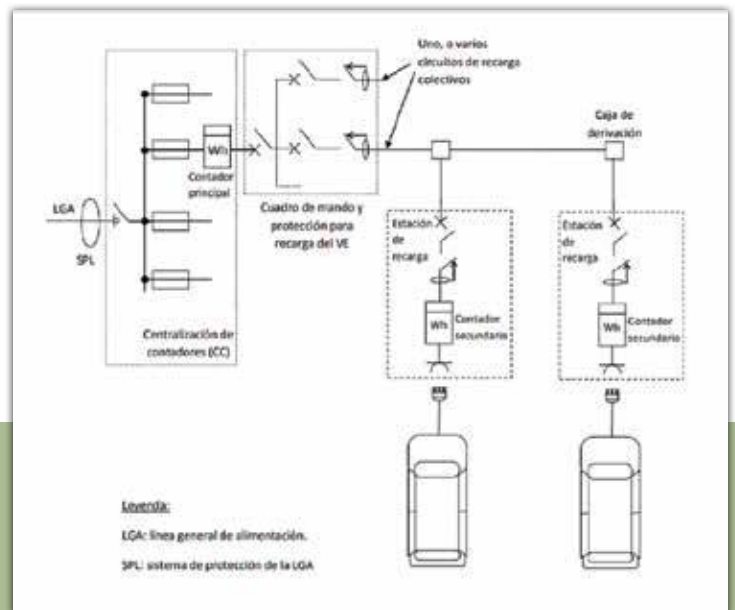 Uno, o varios
circuitos de recarga
colectivos
Caja de
derivación
Wh
Contador
principal
LGA
SPL
Cuadro de mando y
protección para
recarga del VE
Centralización de
contadores (CC)
Estación
de
recarga
Wh
Contador
secundario
Estación
de
recarga
Wh
Contador
secundario
Leyenda:
LGA: línea general de alimentación.
SPL: sistema de protección de la LGA